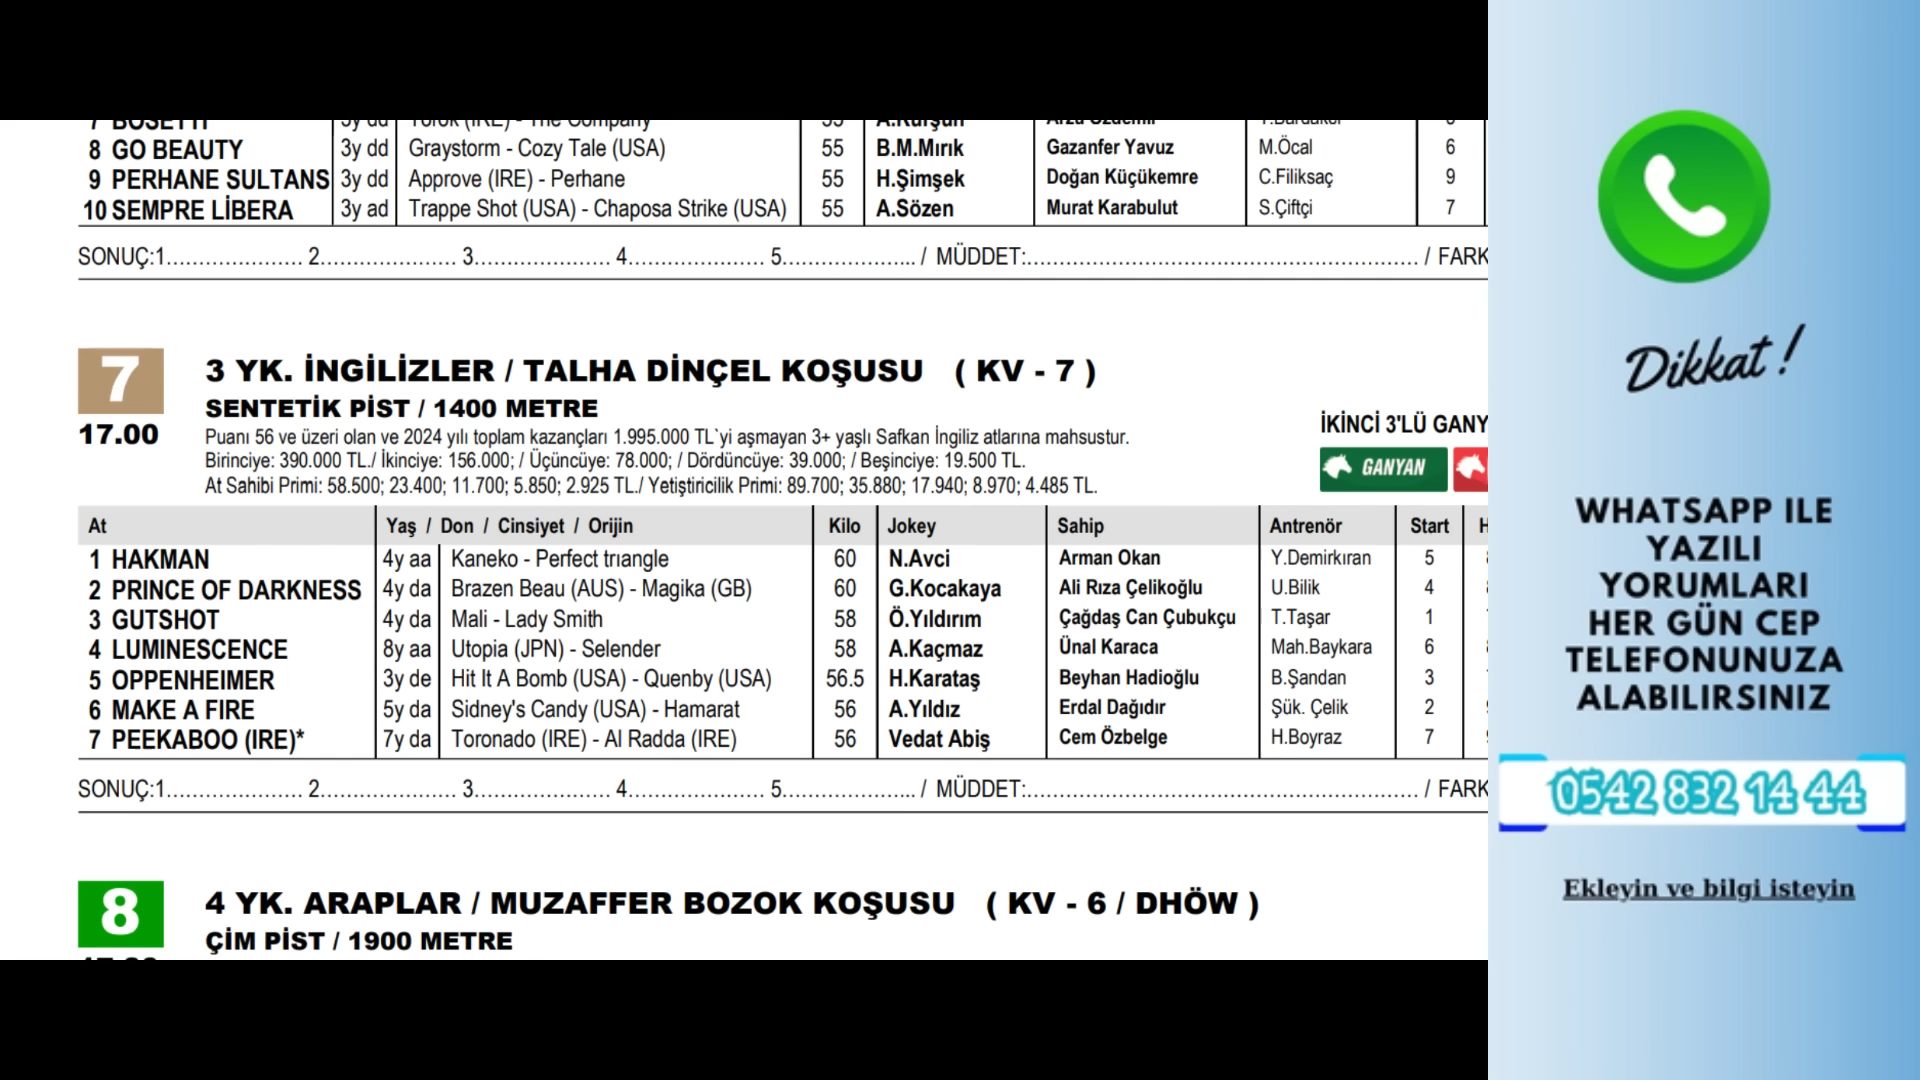 7 BOSETTI 3y dd Torok (IRE) - The Company 55 A.Kurşun Arzu Özdemir
8 GO BEAUTY 3y dd Graystorm - Cozy Tale (USA) 55 B.M.Mırık Gazanfer Yavuz M.Öcal 6
9 PERHANE SULTANS 3y dd Approve (IRE) - Perhane 55 H.Şimşek Doğan Küçükemre C.Filiksaç 9
10 SEMPRE LİBERA 3y ad Trappe Shot (USA) - Chaposa Strike (USA) 55 A.Sözen Murat Karabulut S.Çiftçi 7
SONUÇ:1..................... 2..................... 3..................... 4..................... 5.................... / MÜDDET:............................................................ / FARK
7 3 YK. İNGİLİZLER / TALHA DİNÇEL KOŞUSU ( KV - 7 )
SENTETİK PİST / 1400 METRE
17.00
Puanı 56 ve üzeri olan ve 2024 yılı toplam kazançları 1.995.000 TL`yi aşmayan 3+ yaşlı Safkan İngiliz atlarına mahsustur.
Birinciye: 390.000 TL./ İkinciye: 156.000; / Üçüncüye: 78.000; / Dördüncüye: 39.000; / Beşinciye: 19.500 TL.
At Sahibi Primi: 58.500; 23.400; 11.700; 5.850; 2.925 TL./ Yetiştiricilik Primi: 89.700; 35.880; 17.940; 8.970; 4.485 TL.
İKİNCİ 3'LÜ GANY
GANYAN
At Yaş / Don / Cinsiyet / Orijin Kilo Jokey Sahip Antrenör Start
1 HAKMAN 4y aa Kaneko - Perfect trıangle 60 N.Avci Arman Okan Y.Demirkıran 5
2 PRINCE OF DARKNESS 4y da Brazen Beau (AUS) - Magika (GB) 60 G.Kocakaya Ali Rıza Çelikoğlu U.Bilik 4
3 GUTSHOT 4y da Mali - Lady Smith 58 Ö.Yıldırım Çağdaş Can Çubukçu T.Taşar 1
4 LUMINESCENCE 8y aa Utopia (JPN) - Selender 58 A.Kaçmaz Ünal Karaca Mah.Baykara 6
5 OPPENHEIMER 3y de Hit It A Bomb (USA) - Quenby (USA) 56.5 H.Karataş Beyhan Hadioğlu B.Şandan 3
6 MAKE A FIRE 5y da Sidney's Candy (USA) - Hamarat 56 A.Yıldız Erdal Dağıdır Şük. Çelik 2
7 PEEKABOO (IRE)* 7y da Toronado (IRE) - Al Radda (IRE) 56 Vedat Abiş Cem Özbelge H.Boyraz 7
SONUÇ:1..................... 2..................... 3..................... 4..................... 5.................... / MÜDDET:............................................................ / FARK
8 4 YK. ARAPLAR / MUZAFFER BOZOK KOŞUSU ( KV - 6 / DHÖW )
ÇİM PİST / 1900 METRE
Dikkat !
WHATSAPP ILE
YAZILI
YORUMLARI
HER GÜN CEP
TELEFONUNUZA
ALABILIRSINIZ
0542 832 14 44
Ekleyin ve bilgi isteyin